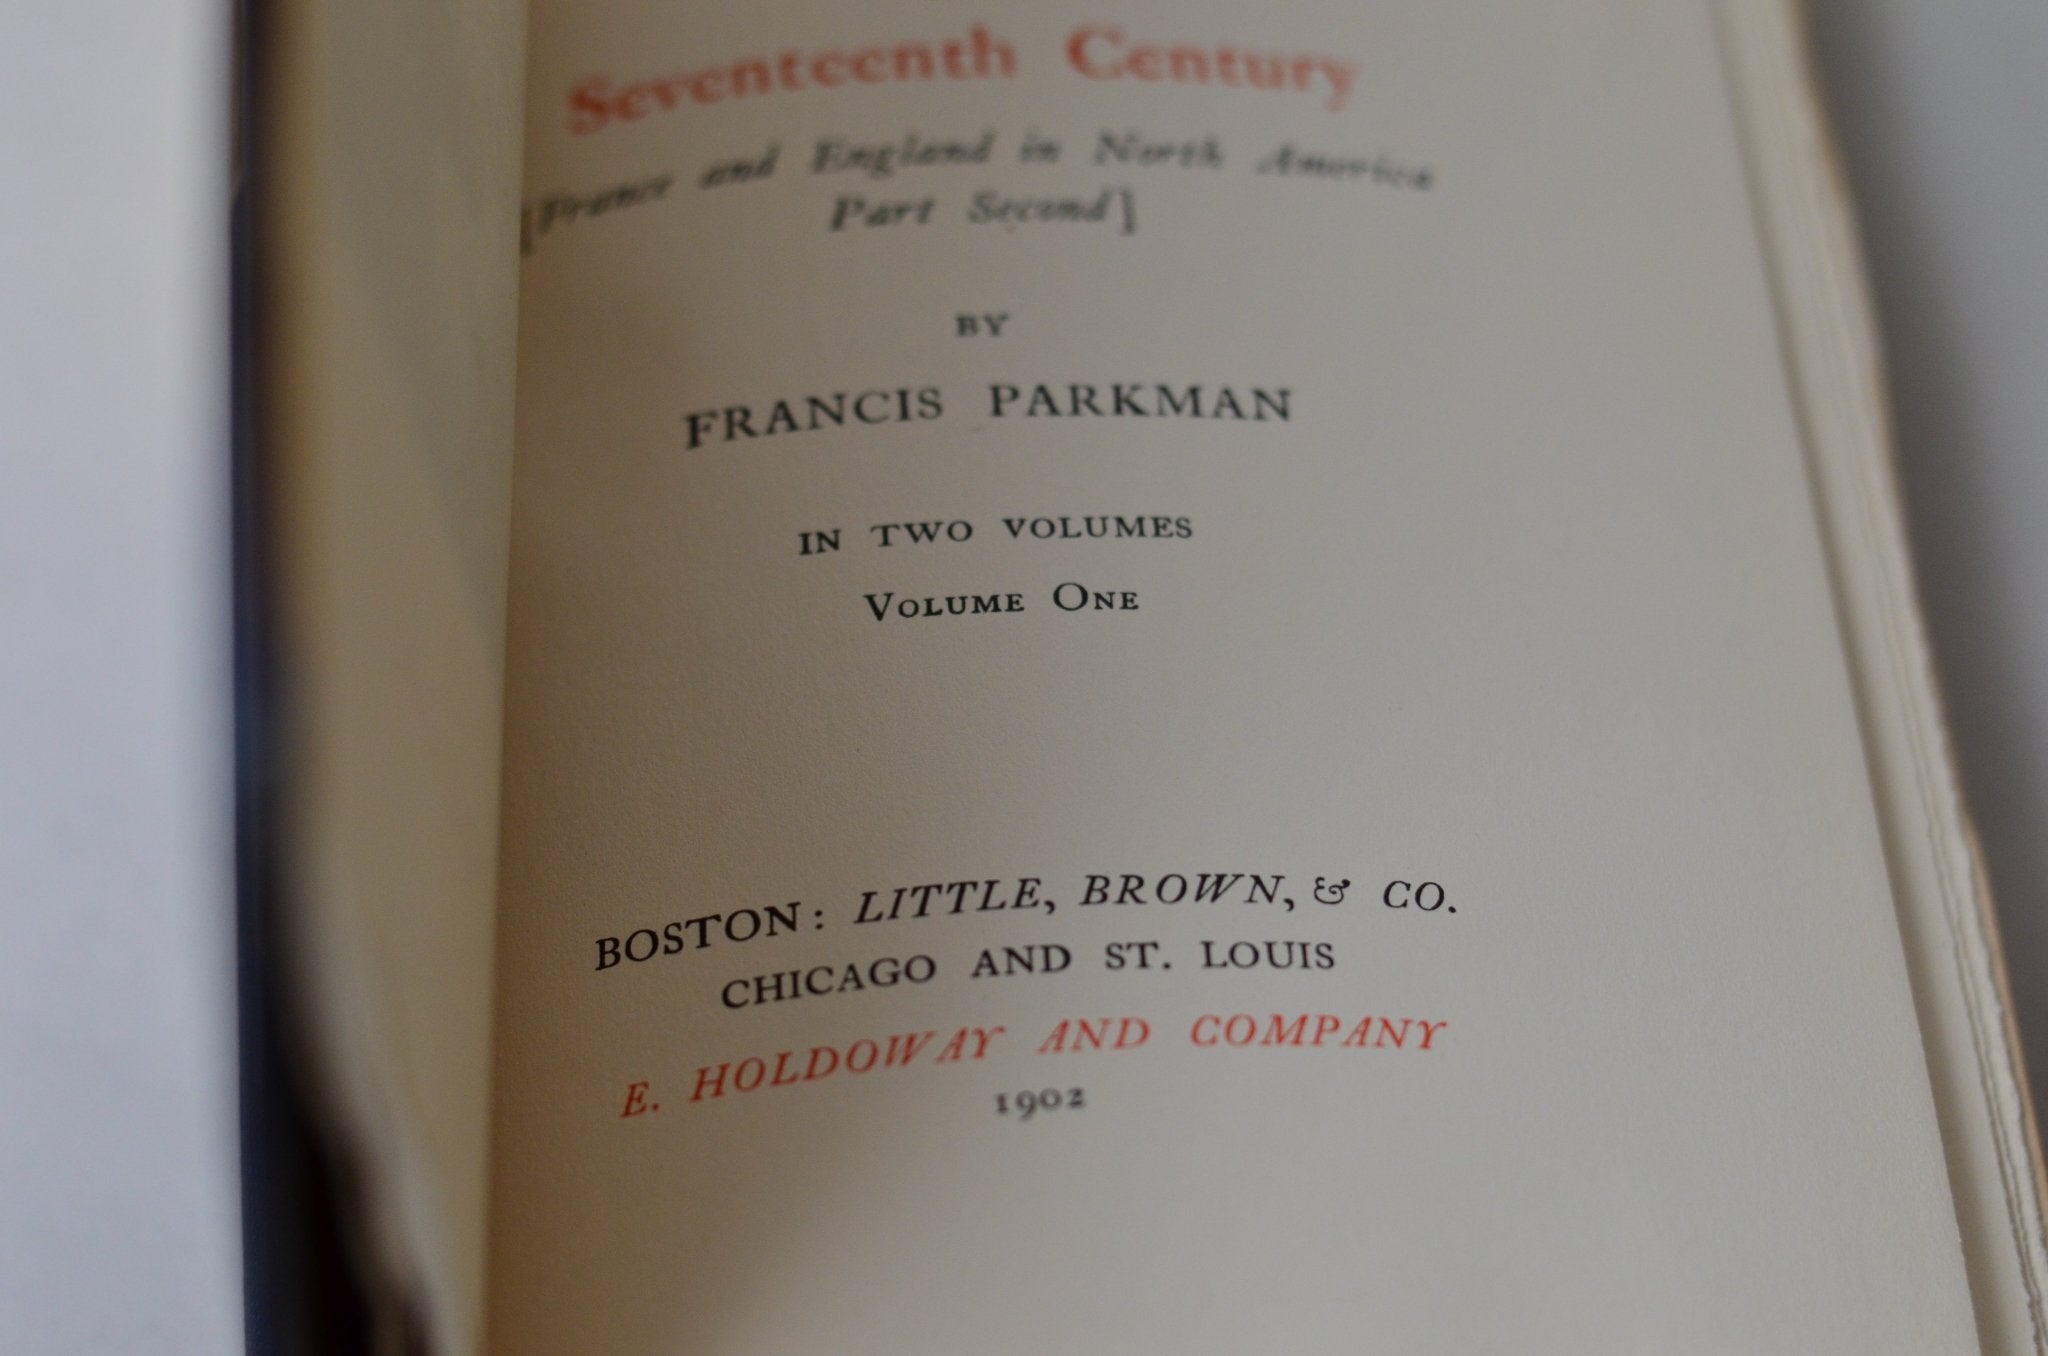 Seventeenth Century
[France and England in North America
Part Second]
BY
FRANCIS PARKMAN
IN TWO VOLUMES
VOLUME ONE
BOSTON: LITTLE, BROWN, & CO.
CHICAGO AND ST. LOUIS
E. HOLDOWAY AND COMPANY
1902